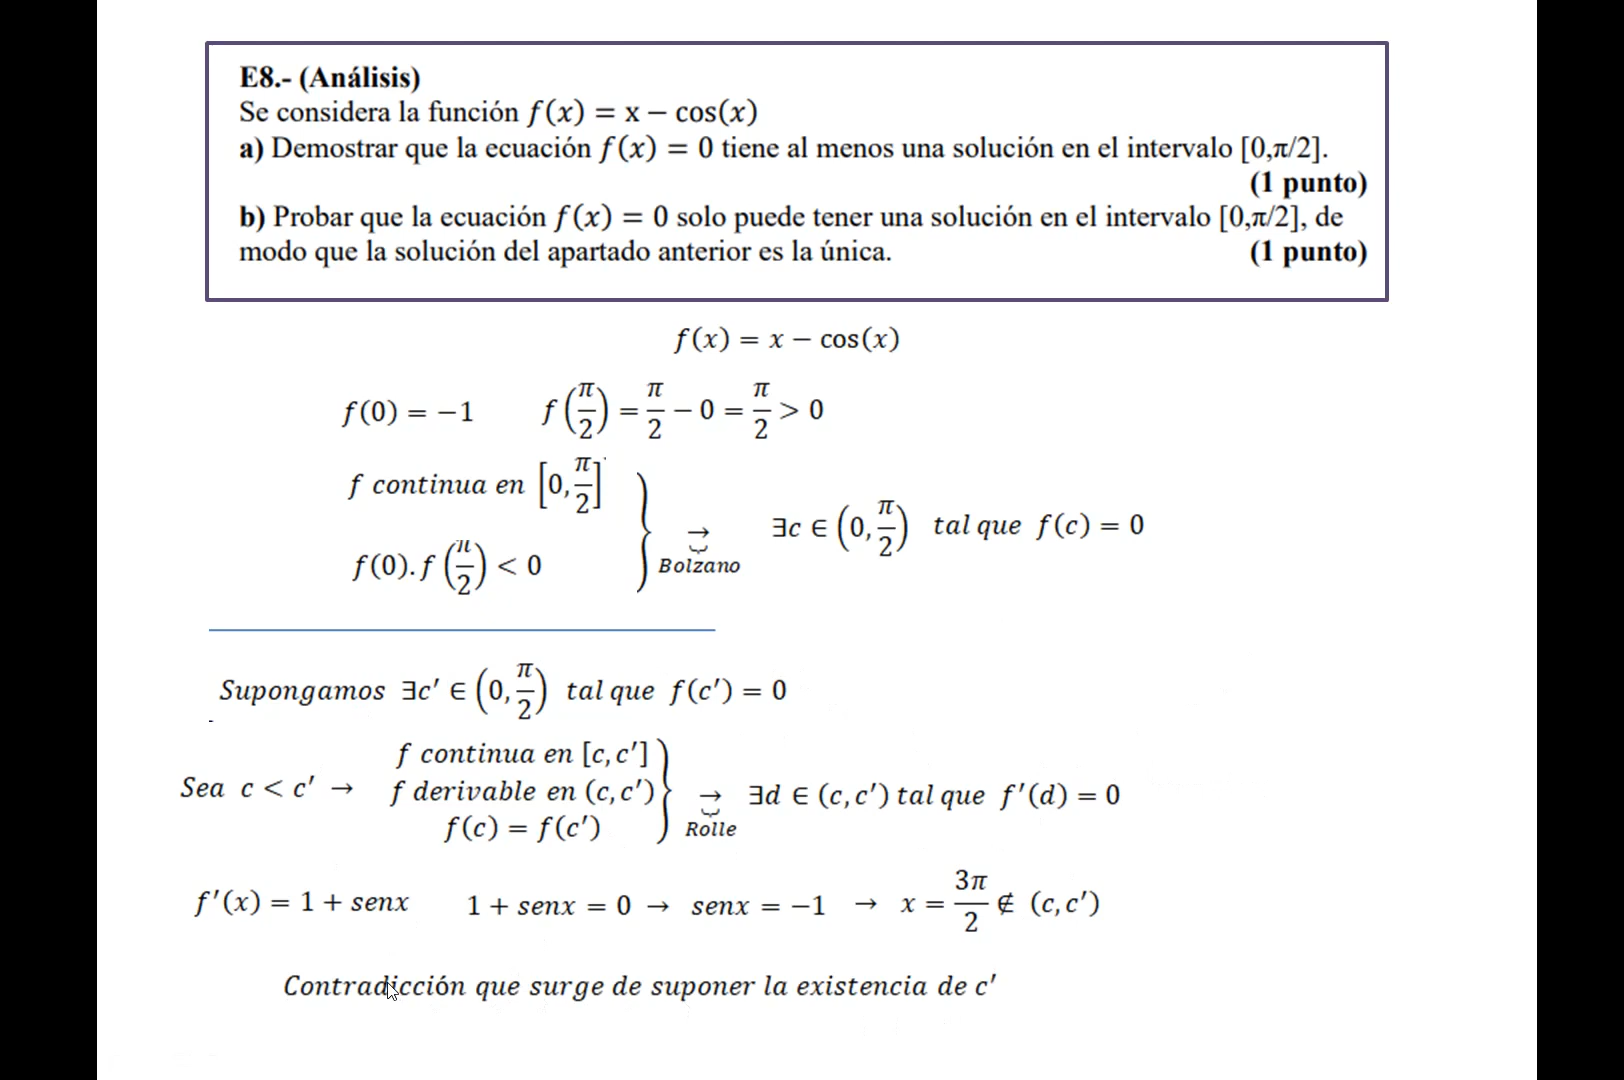 E8.- (Análisis)
Se considera la función f(x) = x − cos(x)
a) Demostrar que la ecuación f(x) = 0 tiene al menos una solución en el intervalo [0,π/2].
(1 punto)
b) Probar que la ecuación f(x) = 0 solo puede tener una solución en el intervalo [0,π/2], de
modo que la solución del apartado anterior es la única. (1 punto)
f(x) = x − cos(x)
f(0) = −1 f(π/2) = π/2 − 0 = π/2 > 0
f continua en [0, π/2]
f(0). f(π/2) < 0
} → Bolzano ∃c ∈ (0, π/2) tal que f(c) = 0
Supongamos ∃c′ ∈ (0, π/2) tal que f(c′) = 0
f continua en [c, c′]
Sea c < c′ → f derivable en (c, c′) } → Rolle ∃d ∈ (c, c′) tal que f′(d) = 0
f(c) = f(c′)
f′(x) = 1 + senx 1 + senx = 0 → senx = −1 → x = 3π/2 ∉ (c, c′)
Contradicción que surge de suponer la existencia de c′